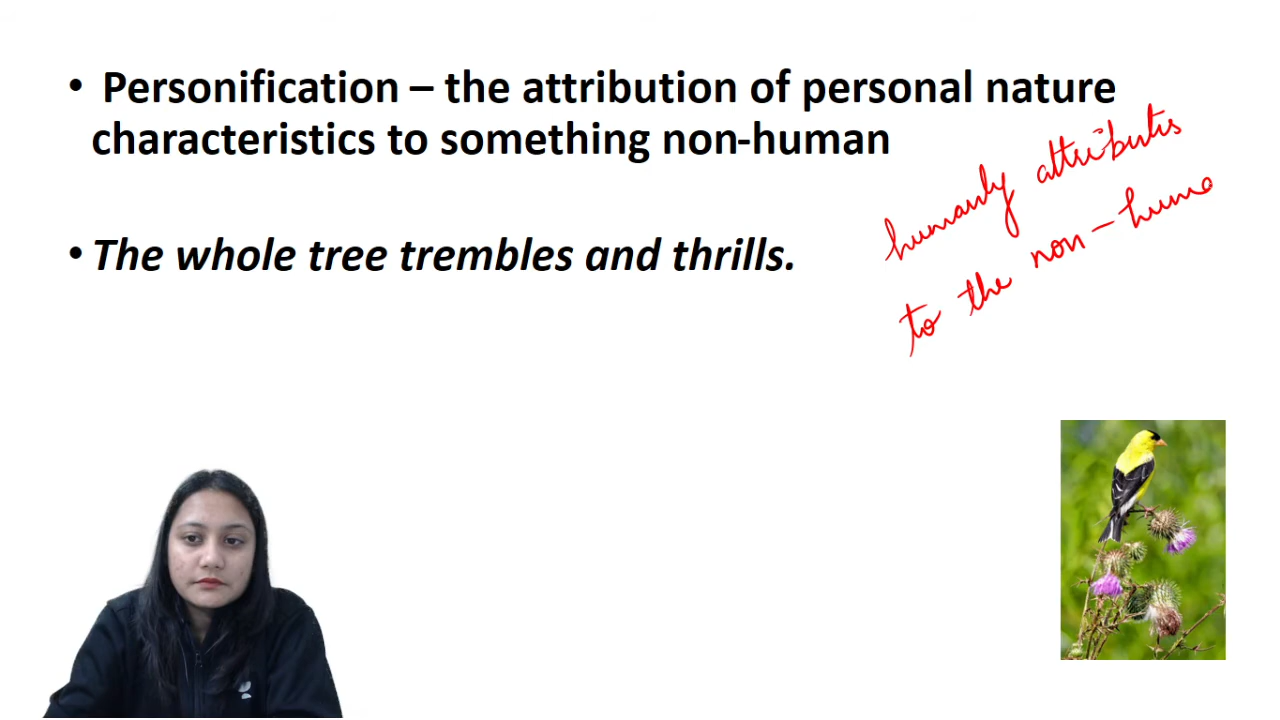 • Personification – the attribution of personal nature
characteristics to something non-human
humanly attributes
to the non-huma
• The whole tree trembles and thrills.